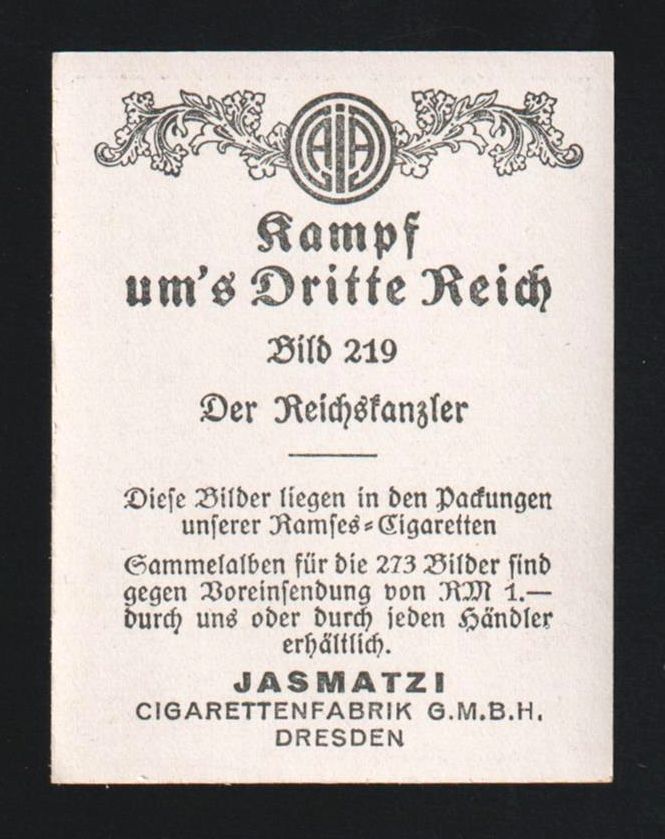 AJA
Kampf
um's Dritte Reich
Bild 219
Der Reichskanzler
Diese Bilder liegen in den Packungen
unserer Ramses-Cigaretten
Sammelalben für die 273 Bilder sind
gegen Voreinsendung von RM 1.—
durch uns oder durch jeden Händler
erhältlich.
JASMATZI
CIGARETTENFABRIK G.M.B.H.
DRESDEN